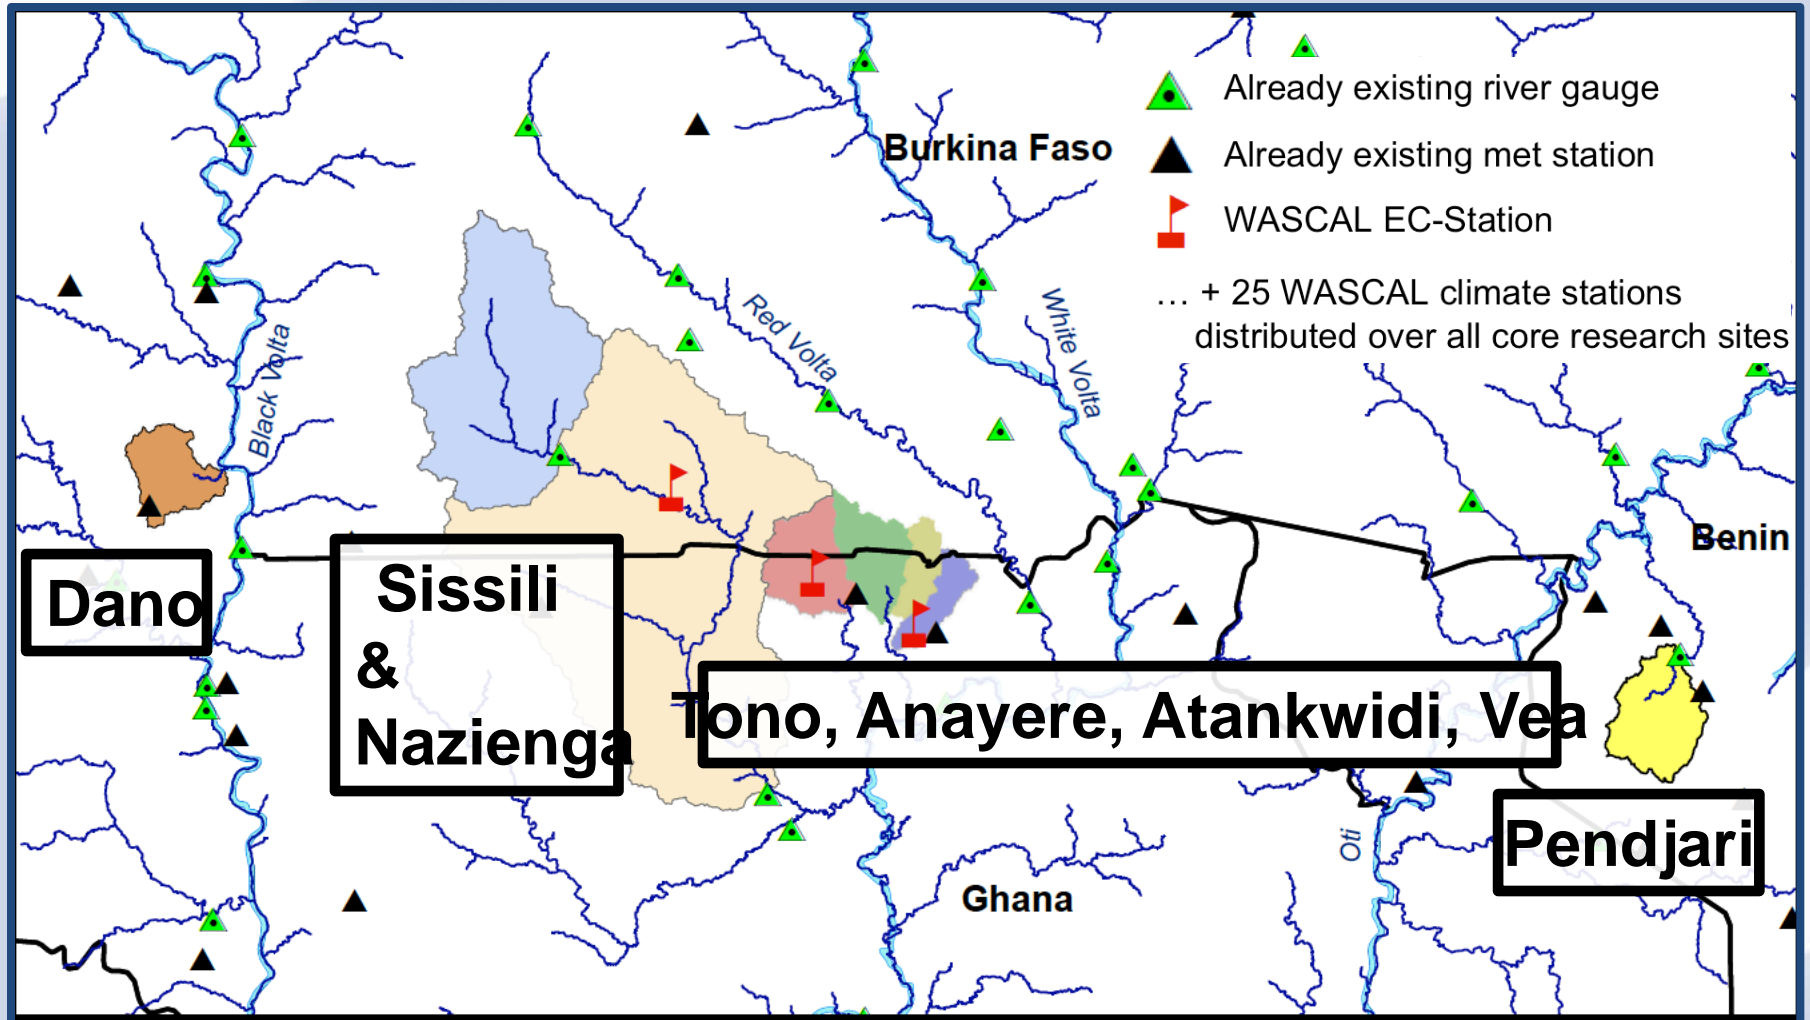 Already existing river gauge
Burkina Faso
Already existing met station
WASCAL EC-Station
… + 25 WASCAL climate stations
distributed over all core research sites
Black Volta
Red Volta
White Volta
Benin
Dano
Sissili
&
Nazienga
Tono, Anayere, Atankwidi, Vea
Pendjari
Oti
Ghana